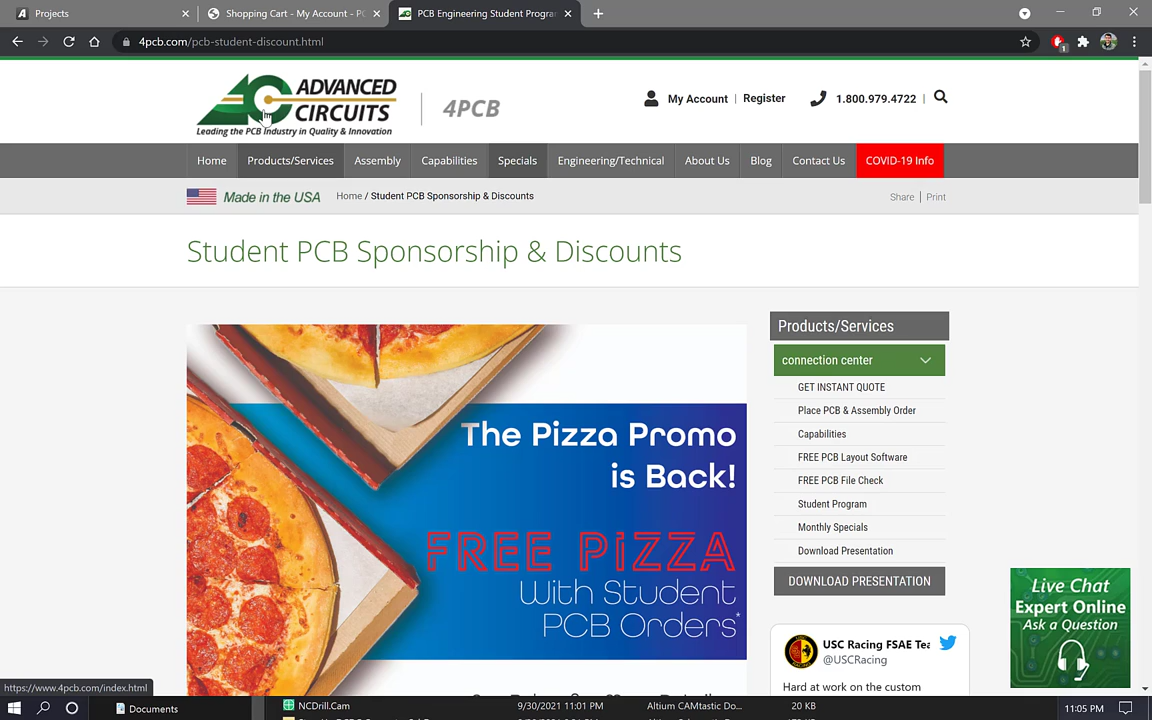 Projects
Shopping Cart - My Account - PC
PCB Engineering Student Progra
4pcb.com/pcb-student-discount.html
1
ADVANCED
CIRCUITS
Leading the PCB Industry in Quality & Innovation
4PCB
My Account | Register
1.800.979.4722
Home
Products/Services
Assembly
Capabilities
Specials
Engineering/Technical
About Us
Blog
Contact Us
COVID-19 Info
Made in the USA
Home / Student PCB Sponsorship & Discounts
Share | Print
Student PCB Sponsorship & Discounts
The Pizza Promo
is Back!
FREE PIZZA
With Student
PCB Orders*
Products/Services
connection center
GET INSTANT QUOTE
Place PCB & Assembly Order
Capabilities
FREE PCB Layout Software
FREE PCB File Check
Student Program
Monthly Specials
Download Presentation
DOWNLOAD PRESENTATION
USC Racing FSAE Tea
@USCRacing
Hard at work on the custom
Live Chat
Expert Online
Ask a Question
https://www.4pcb.com/index.html
Documents
NCDrill.Cam
9/30/2021 11:01 PM
Altium CAMtastic Do...
20 KB
11:05 PM